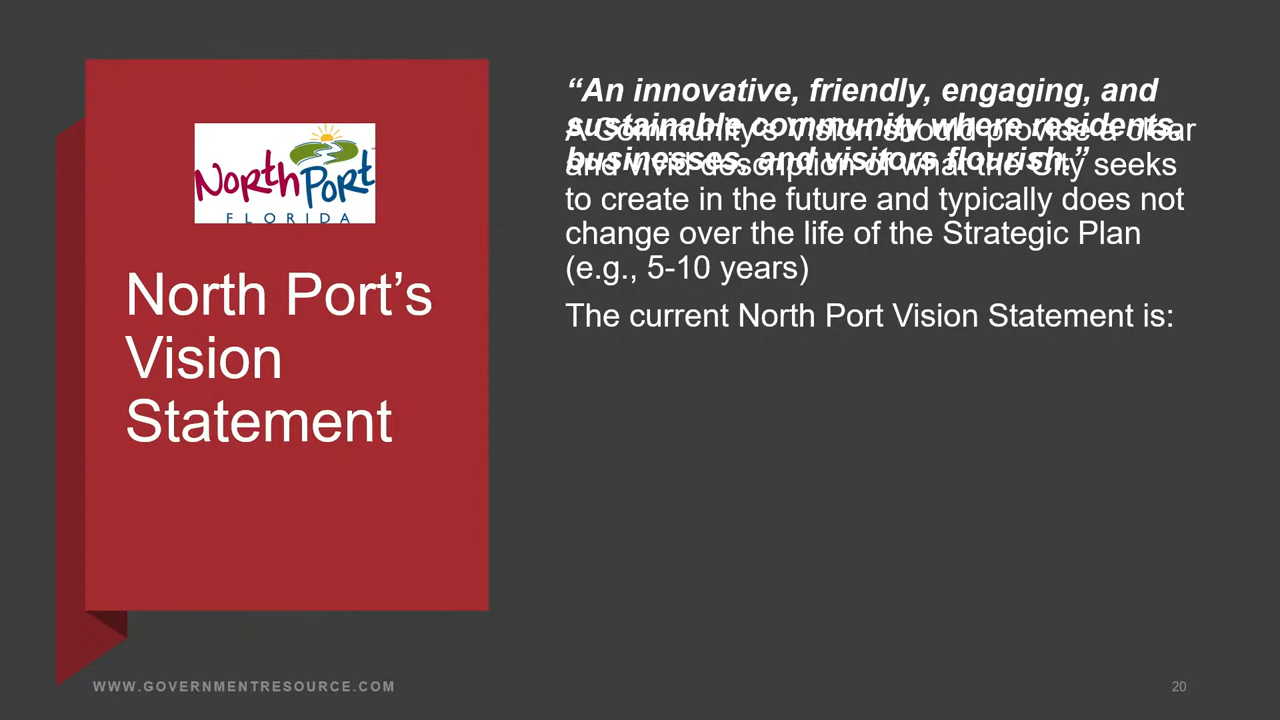 North Port
FLORIDA
North Port’s
Vision
Statement
“An innovative, friendly, engaging, and
sustainable community where residents,
businesses, and visitors flourish.”
A Community’s Vision should provide a clear
and vivid description of what the City seeks
to create in the future and typically does not
change over the life of the Strategic Plan
(e.g., 5-10 years)
The current North Port Vision Statement is:
WWW.GOVERNMENTRESOURCE.COM
20